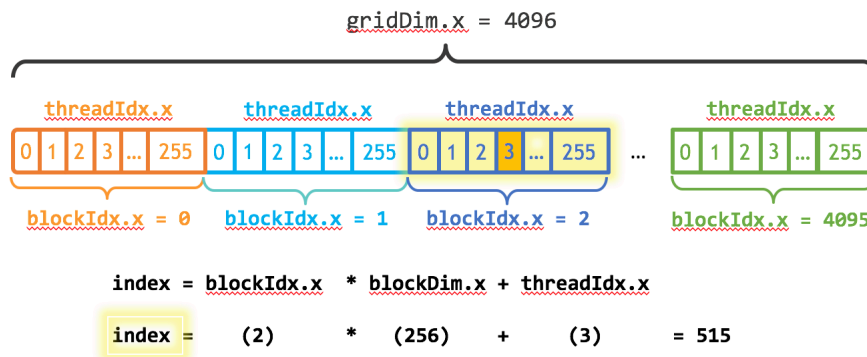 gridDim.x = 4096
threadIdx.x threadIdx.x threadIdx.x threadIdx.x
0 1 2 3 ... 255 0 1 2 3 ... 255 0 1 2 3 ... 255 ... 0 1 2 3 ... 255
blockIdx.x = 0 blockIdx.x = 1 blockIdx.x = 2 blockIdx.x = 4095
index = blockIdx.x * blockDim.x + threadIdx.x
index = (2) * (256) + (3) = 515